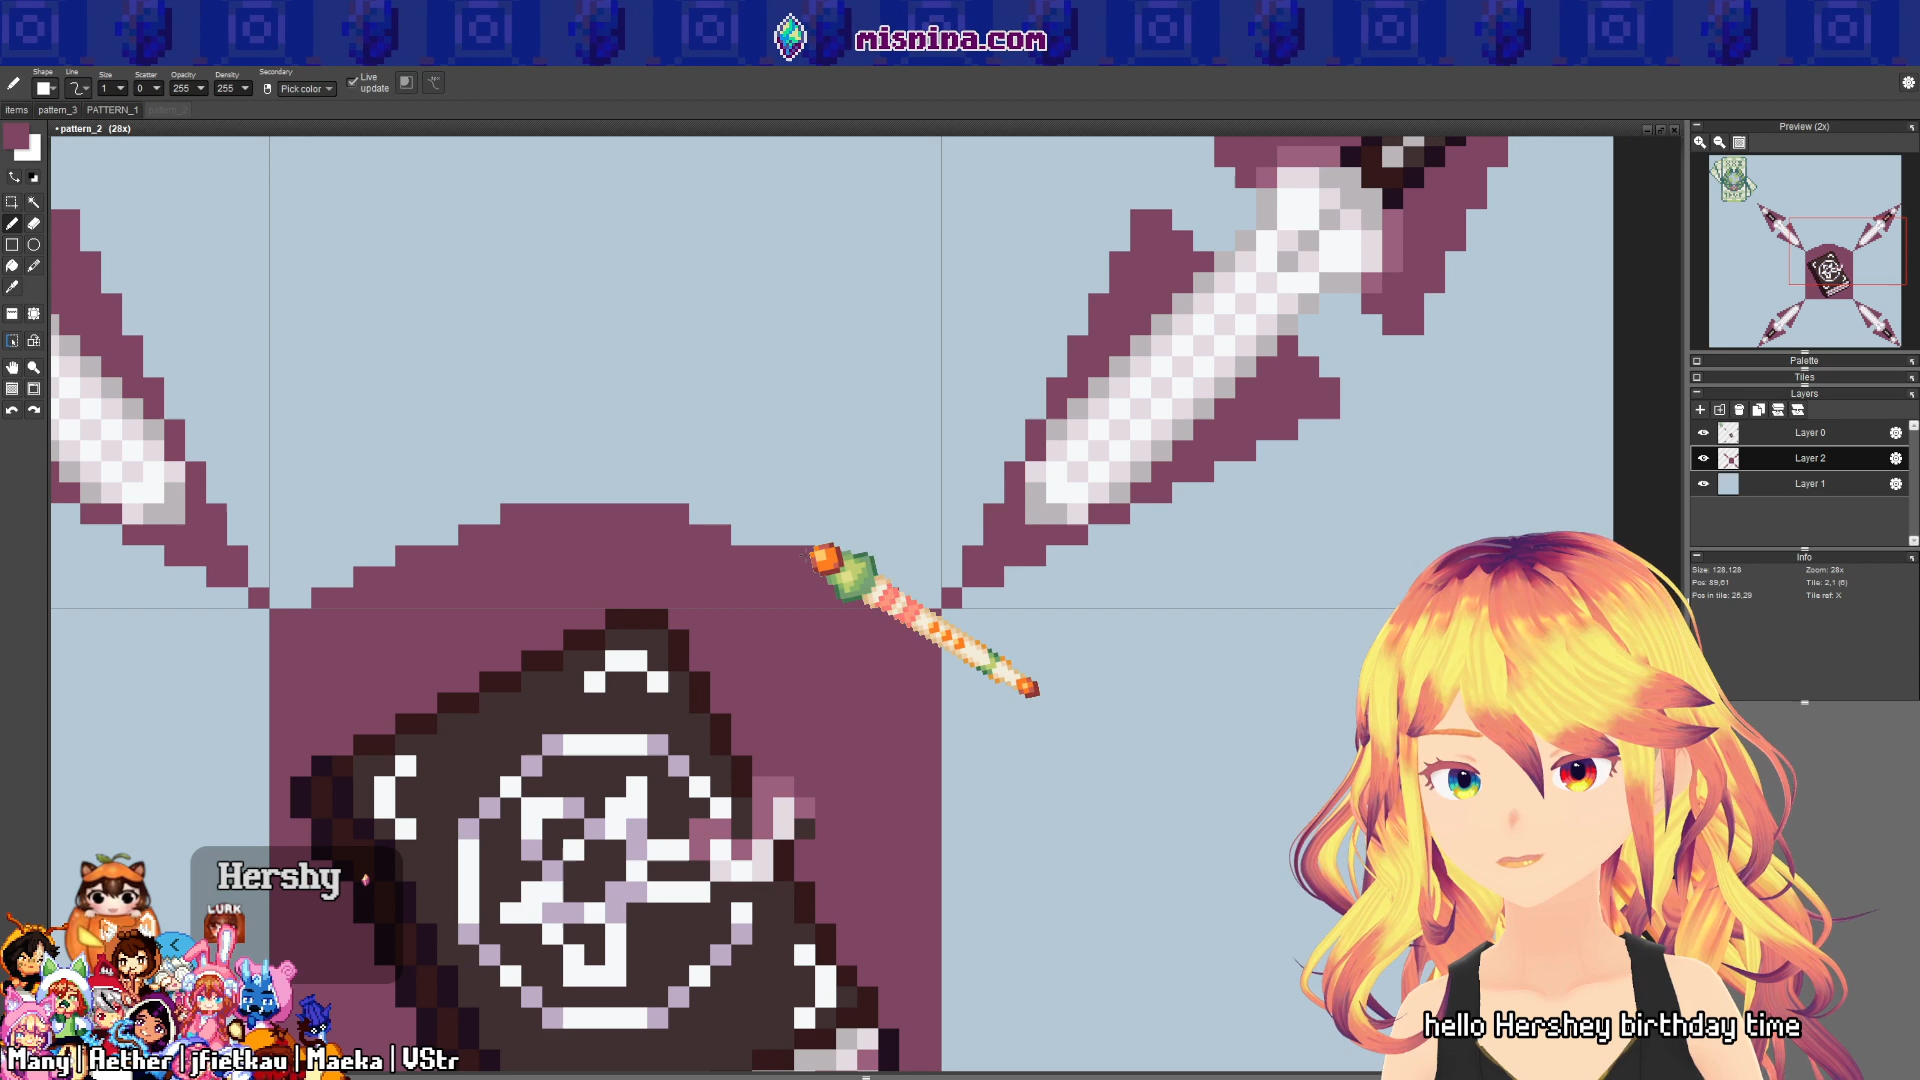 misnina.com
Shape
Line
Size
Scatter
Opacity
Density
Secondary
1
0
255
255
Pick color
Live update
items
pattern_3
PATTERN_1
pattern_2
pattern_2 (28x)
Preview (2x)
Palette
Tiles
Layers
Layer 0
Layer 2
Layer 1
Info
Size: 128,128
Zoom: 28x
Pos: 89,61
Tile: 2,1 (6)
Pos in tile: 25,29
Tile ref: X
Hershy
LURK
Many | Aether | jfietkau | Maeka | VStr
hello Hershey birthday time